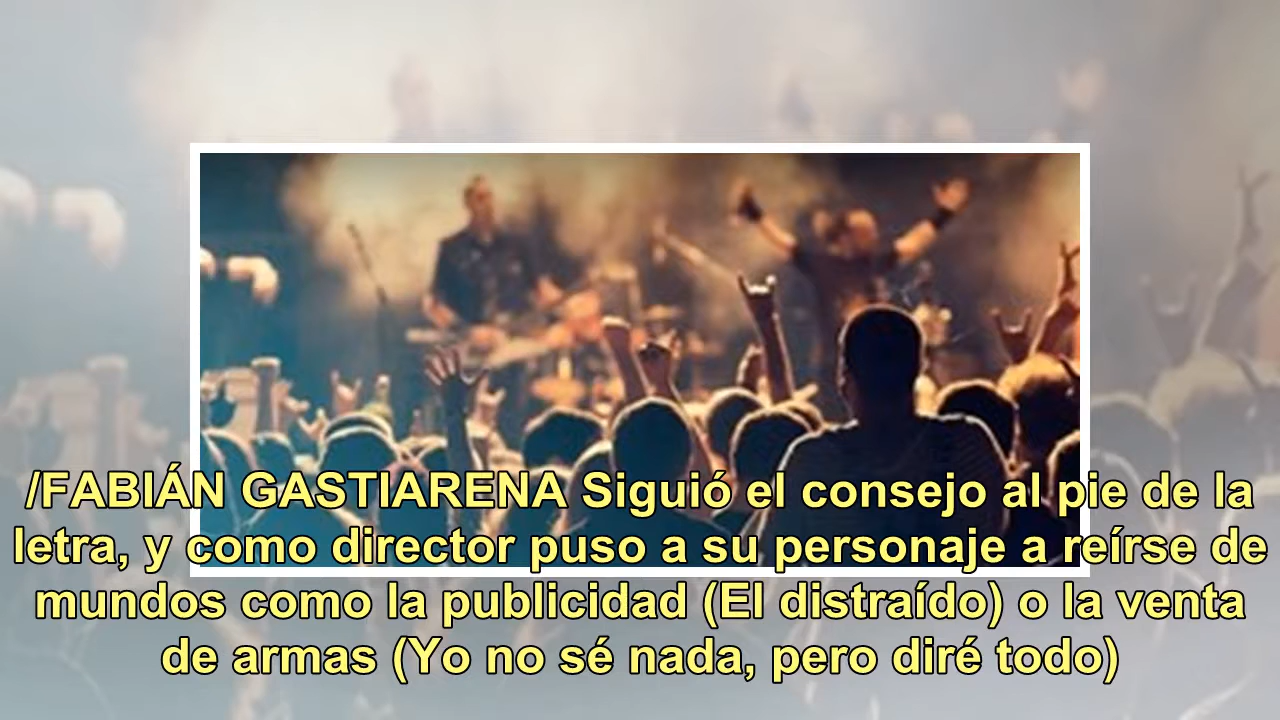 /FABIÁN GASTIARENA Siguió el consejo al pie de la
letra, y como director puso a su personaje a reírse de
mundos como la publicidad (El distraído) o la venta
de armas (Yo no sé nada, pero diré todo)